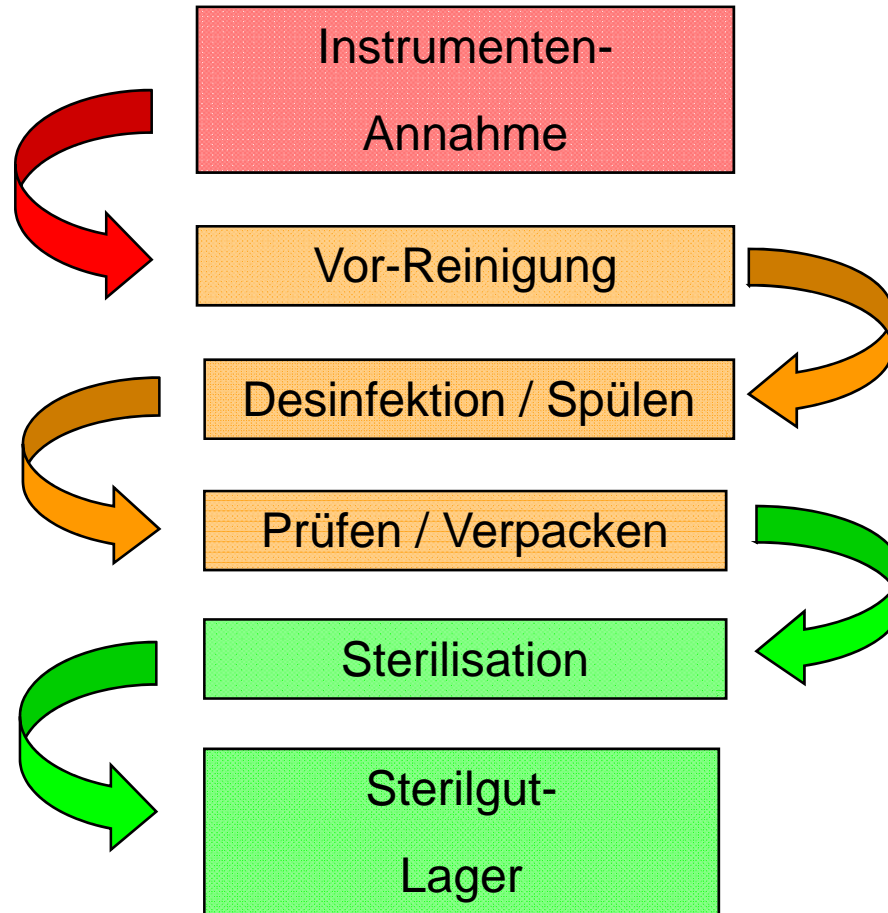 Instrumenten-
Annahme
Vor-Reinigung
Desinfektion / Spülen
Prüfen / Verpacken
Sterilisation
Sterilgut-
Lager